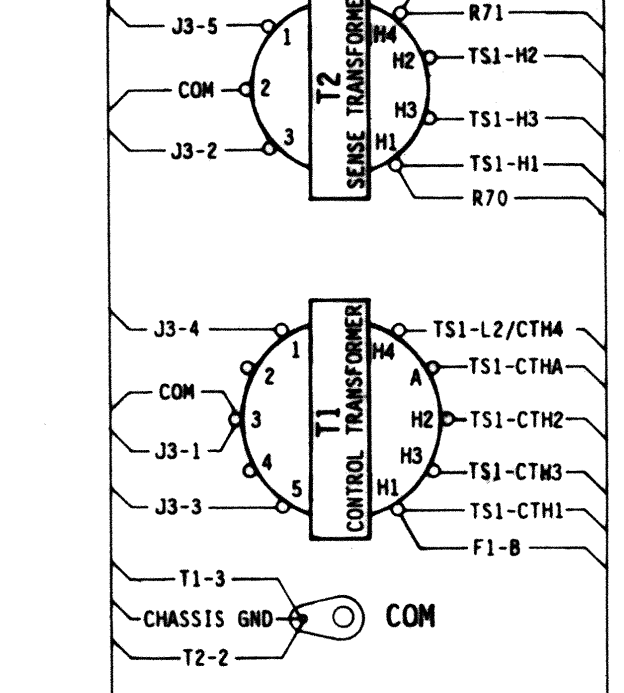 R71
J3-5
1
H4
H2
TS1-H2
COM
2
T2
SENSE TRANSFORMER
H3
TS1-H3
3
H1
J3-2
TS1-H1
R70
J3-4
1
H4
TS1-L2/CTH4
2
A
TS1-CTHA
COM
3
T1
CONTROL TRANSFORMER
H2
TS1-CTH2
J3-1
4
H3
TS1-CTH3
5
H1
J3-3
TS1-CTH1
F1-B
T1-3
CHASSIS GND
COM
T2-2